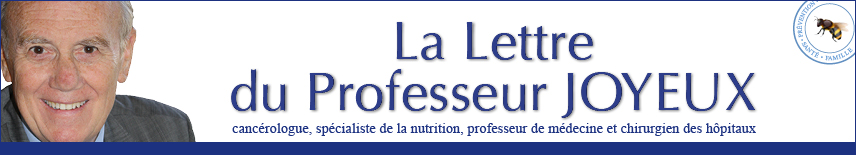 La Lettre
du Professeur JOYEUX
cancérologue, spécialiste de la nutrition, professeur de médecine et chirurgien des hôpitaux
PRÉVENTION
SANTÉ • FAMILLE